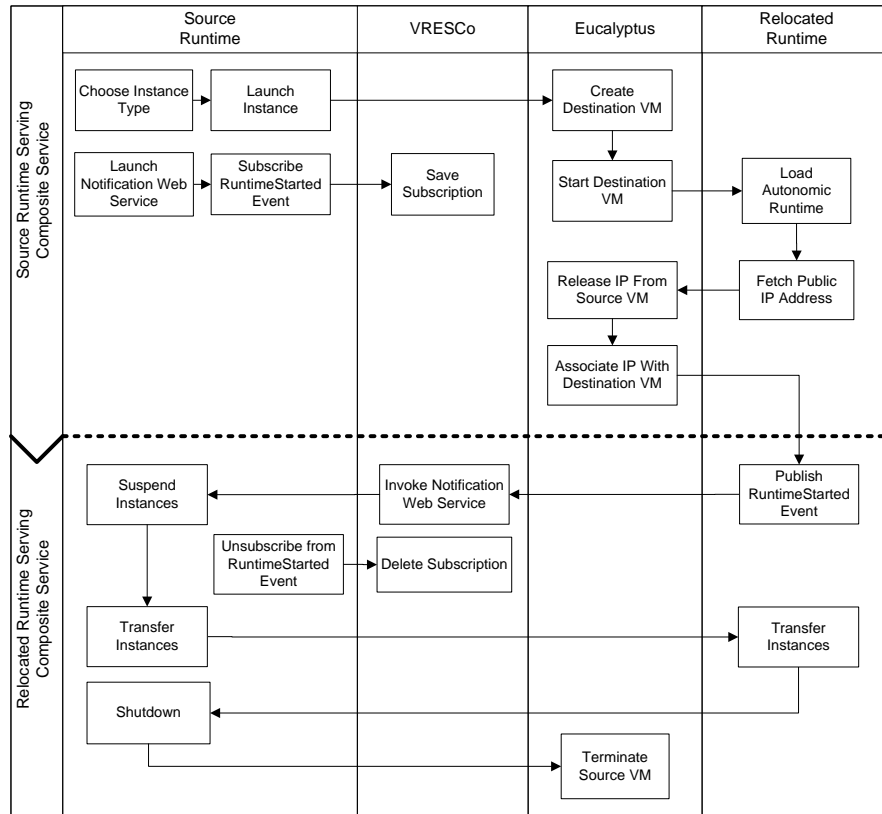 Source
Runtime
VRESCo
Eucalyptus
Relocated
Runtime
Source Runtime Serving
Composite Service
Choose Instance
Type
Launch
Instance
Create
Destination VM
Launch
Notification Web
Service
Subscribe
RuntimeStarted
Event
Save
Subscription
Start Destination
VM
Load
Autonomic
Runtime
Release IP From
Source VM
Fetch Public
IP Address
Associate IP With
Destination VM
Relocated Runtime Serving
Composite Service
Suspend
Instances
Invoke Notification
Web Service
Publish
RuntimeStarted
Event
Unsubscribe from
RuntimeStarted
Event
Delete Subscription
Transfer
Instances
Transfer
Instances
Shutdown
Terminate
Source VM